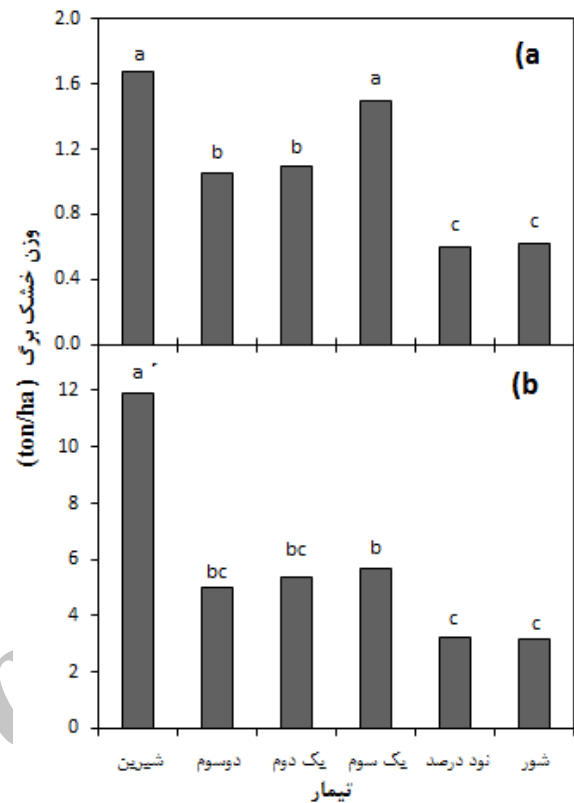 2.0
1.6
1.2
0.8
0.4
0.0
(a
a
b
b
a
c
c
وزن خشک برگ (ton/ha)
12
10
8
6
4
2
0
(b
a
bc
bc
b
c
c
شیرین
دوسوم
یک دوم
یک سوم
نود درصد
شور
تیمار